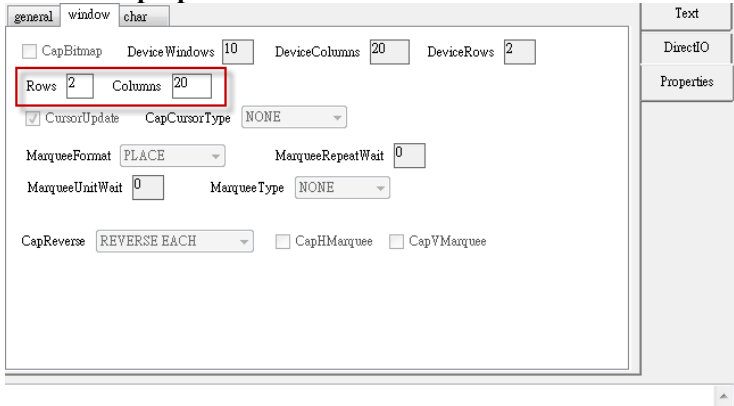 general window char Text
CapBitmap DeviceWindows 10 DeviceColumns 20 DeviceRows 2 DirectIO
Rows 2 Columns 20 Properties
CursorUpdate CapCursorType NONE
MarqueeFormat PLACE MarqueeRepeatWait 0
MarqueeUnitWait 0 MarqueeType NONE
CapReverse REVERSE EACH CapHMarquee CapVMarquee